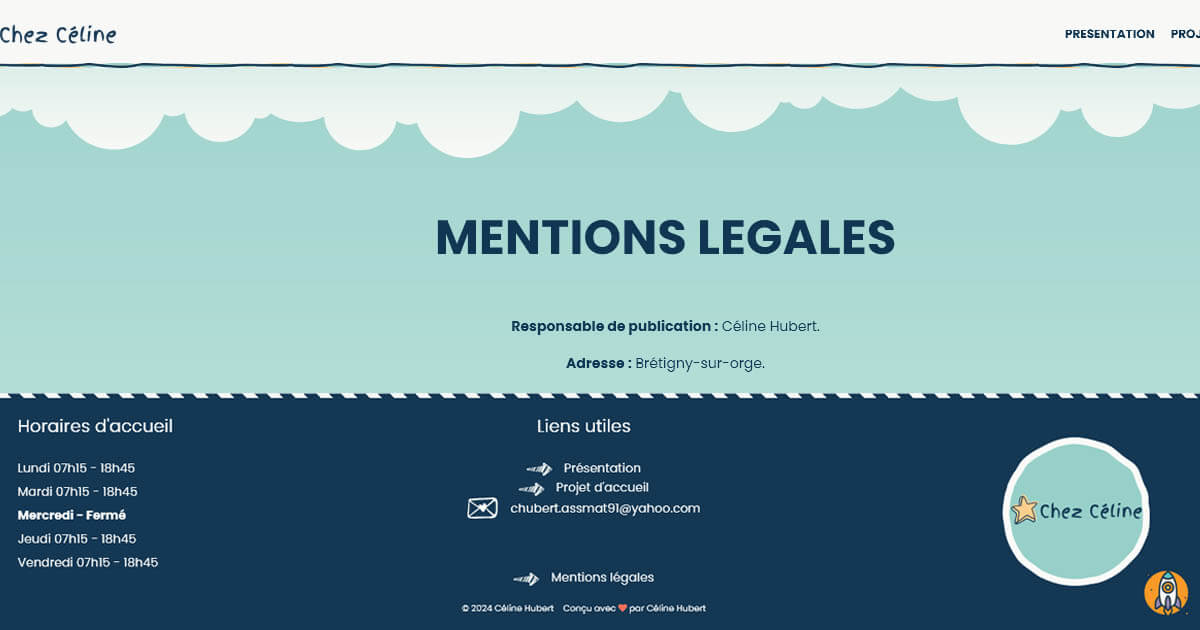 Chez Céline
PRESENTATION
MENTIONS LEGALES
Responsable de publication : Céline Hubert.
Adresse : Brétigny-sur-orge.
Horaires d'accueil
Lundi 07h15 - 18h45
Mardi 07h15 - 18h45
Mercredi - Fermé
Jeudi 07h15 - 18h45
Vendredi 07h15 - 18h45
Liens utiles
Présentation
Projet d'accueil
chubert.assmat91@yahoo.com
Mentions légales
© 2024 Céline Hubert Conçu avec ❤ par Céline Hubert
Chez Céline